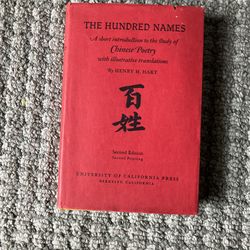 THE HUNDRED NAMES
A short introduction to the study of
Chinese Poetry
with illustrative translations
By HENRY H. HART
百
姓
Second Edition
Second Printing
UNIVERSITY OF CALIFORNIA PRESS
BERKELEY, CALIFORNIA